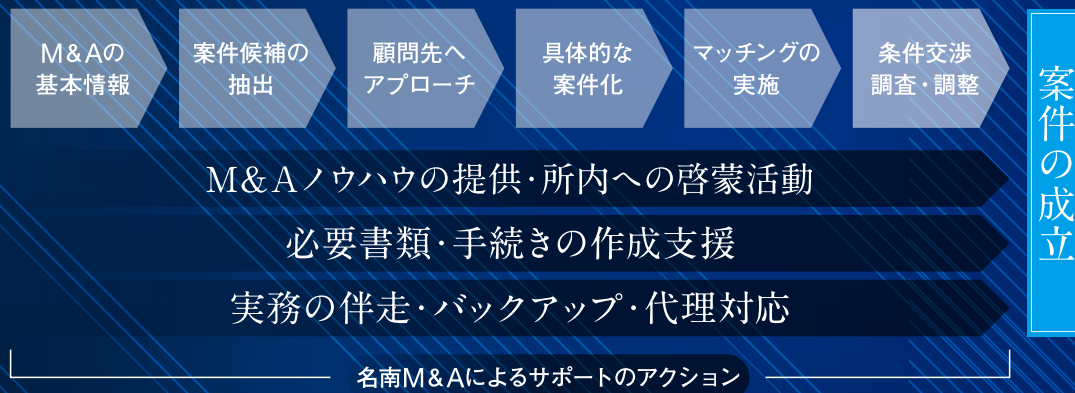 M&Aの
基本情報
案件候補の
抽出
顧問先へ
アプローチ
具体的な
案件化
マッチングの
実施
条件交渉
調査・調整
案件の成立
M&Aノウハウの提供・所内への啓蒙活動
必要書類・手続きの作成支援
実務の伴走・バックアップ・代理対応
名南M&Aによるサポートのアクション